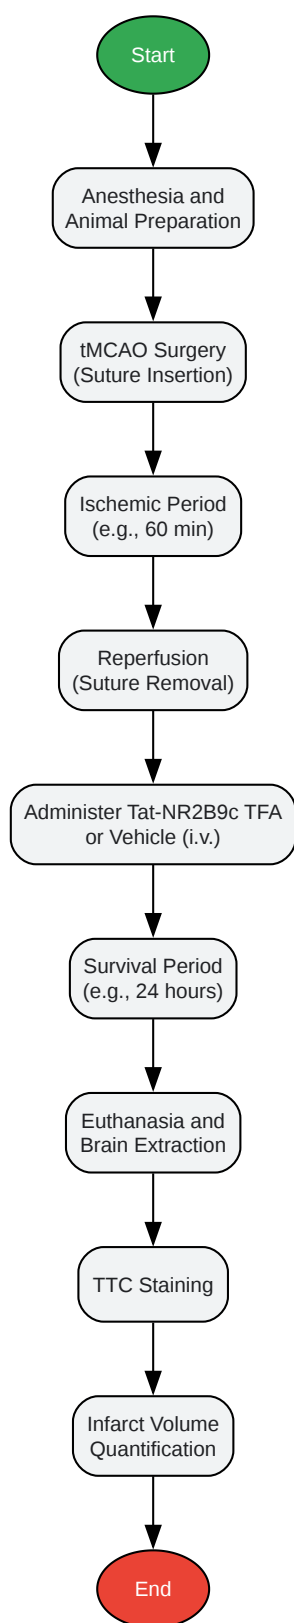 Start
Anesthesia and
Animal Preparation
tMCAO Surgery
(Suture Insertion)
Ischemic Period
(e.g., 60 min)
Reperfusion
(Suture Removal)
Administer Tat-NR2B9c TFA
or Vehicle (i.v.)
Survival Period
(e.g., 24 hours)
Euthanasia and
Brain Extraction
TTC Staining
Infarct Volume
Quantification
End